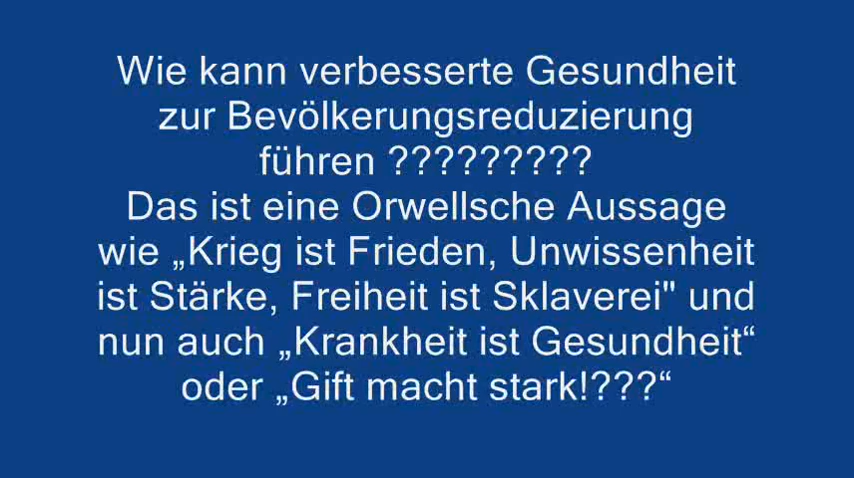 Wie kann verbesserte Gesundheit
zur Bevölkerungsreduzierung
führen ?????????
Das ist eine Orwellsche Aussage
wie „Krieg ist Frieden, Unwissenheit
ist Stärke, Freiheit ist Sklaverei" und
nun auch „Krankheit ist Gesundheit“
oder „Gift macht stark!???“